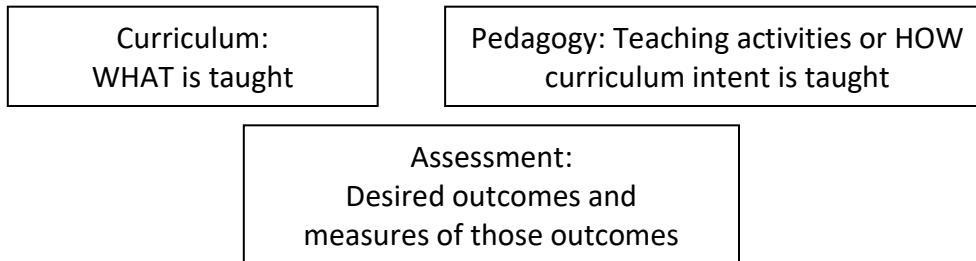 Curriculum:
WHAT is taught
Pedagogy: Teaching activities or HOW
curriculum intent is taught
Assessment:
Desired outcomes and
measures of those outcomes